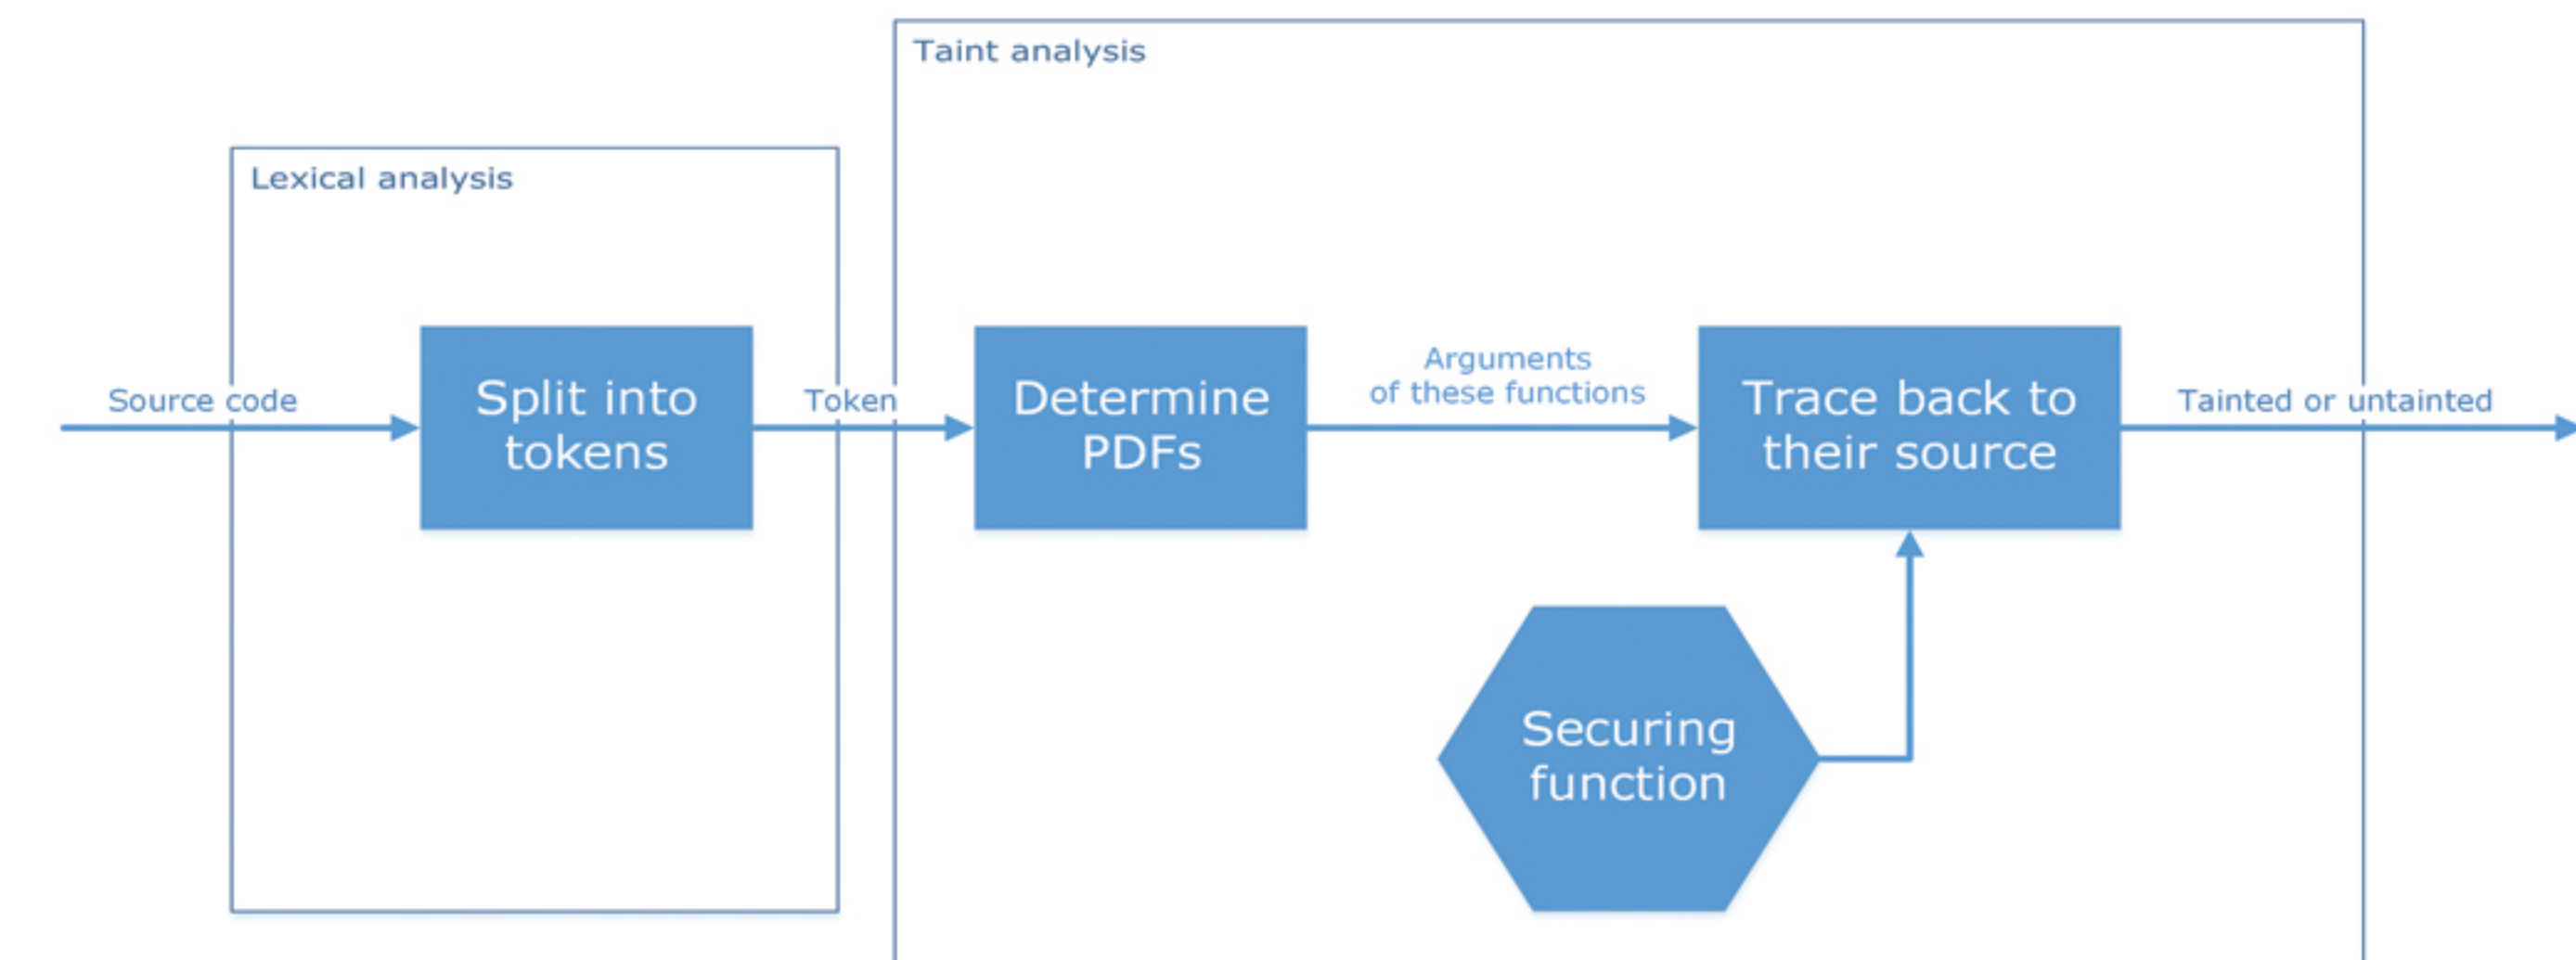 Taint analysis
Lexical analysis
Source code
Split into
tokens
Token
Determine
PDFs
Arguments
of these functions
Trace back to
their source
Tainted or untainted
Securing
function